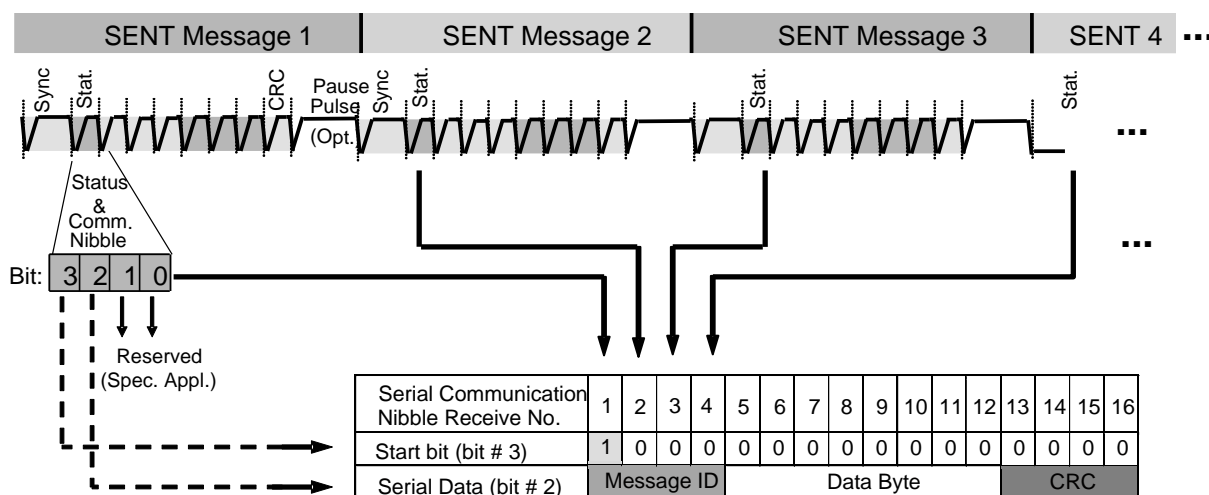 SENT Message 1 SENT Message 2 SENT Message 3 SENT 4 ...
Sync Stat. CRC Pause Pulse (Opt.) Sync Stat. Stat. Stat.
...
Status
&
Comm.
Nibble
...
Bit: 3 2 1 0
Reserved
(Spec. Appl.)
Serial Communication
Nibble Receive No. 1 2 3 4 5 6 7 8 9 10 11 12 13 14 15 16
Start bit (bit # 3) 1 0 0 0 0 0 0 0 0 0 0 0 0 0 0 0
Serial Data (bit # 2) Message ID Data Byte CRC